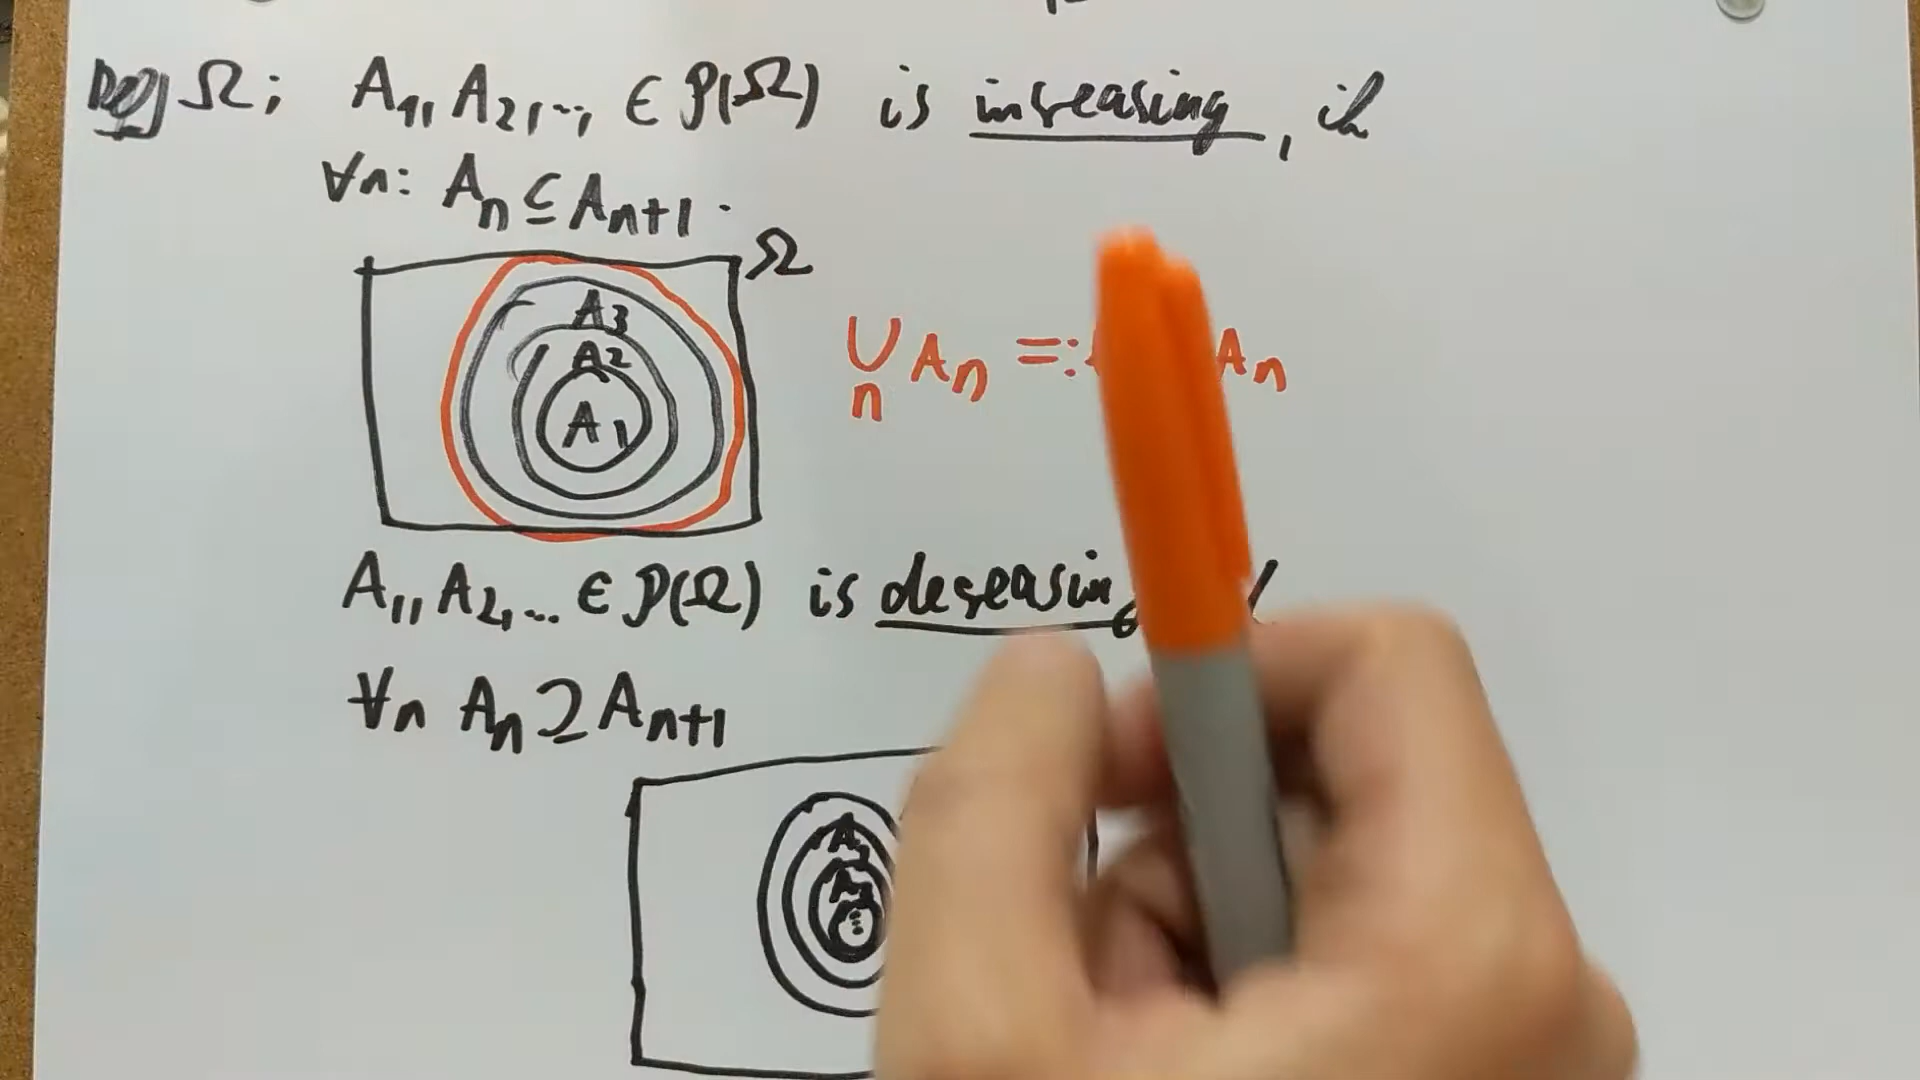 Def Ω; A₁, A₂, ..., ∈ P(Ω) is increasing, if
∀n: Aₙ ⊆ Aₙ₊₁.
Ω
A₃
A₂
A₁
⋃ₙ Aₙ =: Aₙ
A₁, A₂, ... ∈ P(Ω) is decreasing
∀n Aₙ ⊇ Aₙ₊₁